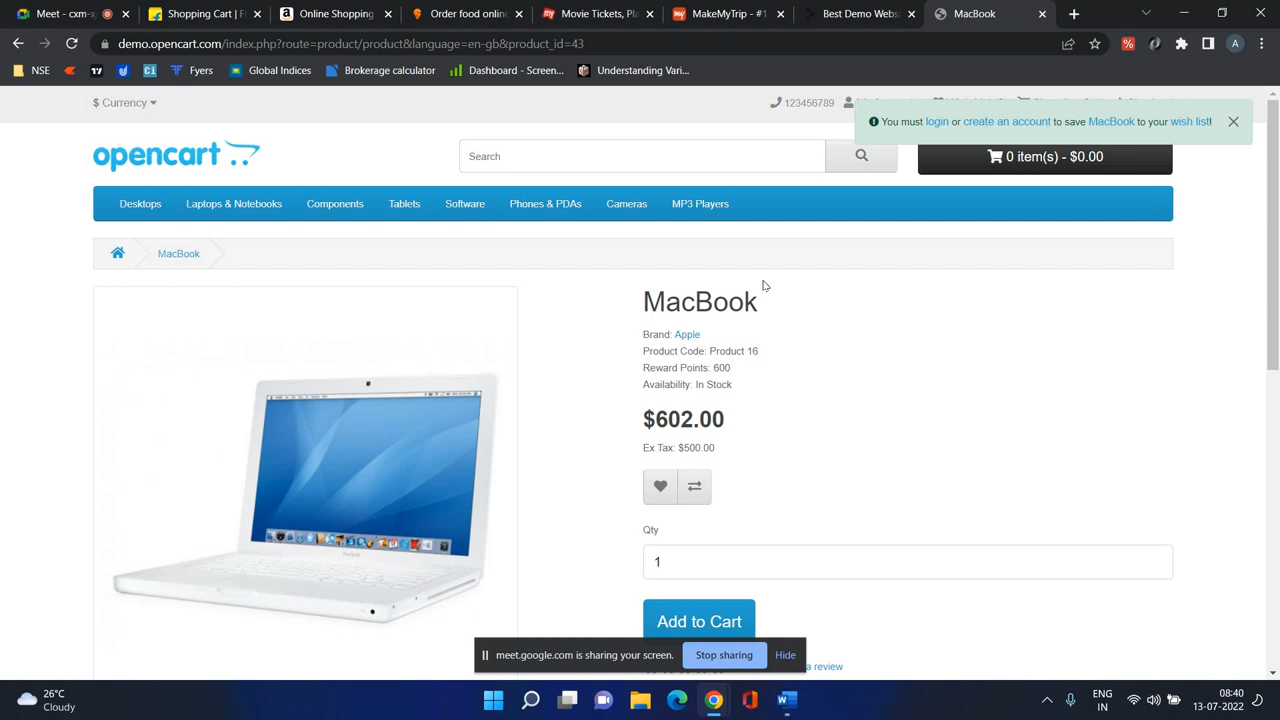 Meet - cxm-x
Shopping Cart | F
Online Shopping
Order food online
Movie Tickets, Pla
MakeMyTrip - #1
Best Demo Websi
MacBook
demo.opencart.com/index.php?route=product/product&language=en-gb&product_id=43
A
NSE
Fyers
Global Indices
Brokerage calculator
Dashboard - Screen...
Understanding Vari...
$ Currency
123456789
You must login or create an account to save MacBook to your wish list!
opencart
Search
0 item(s) - $0.00
Desktops
Laptops & Notebooks
Components
Tablets
Software
Phones & PDAs
Cameras
MP3 Players
MacBook
MacBook
Brand: Apple
Product Code: Product 16
Reward Points: 600
Availability: In Stock
$602.00
Ex Tax: $500.00
Qty
1
Add to Cart
meet.google.com is sharing your screen.
Stop sharing
Hide
a review
26°C
Cloudy
ENG
IN
08:40
13-07-2022